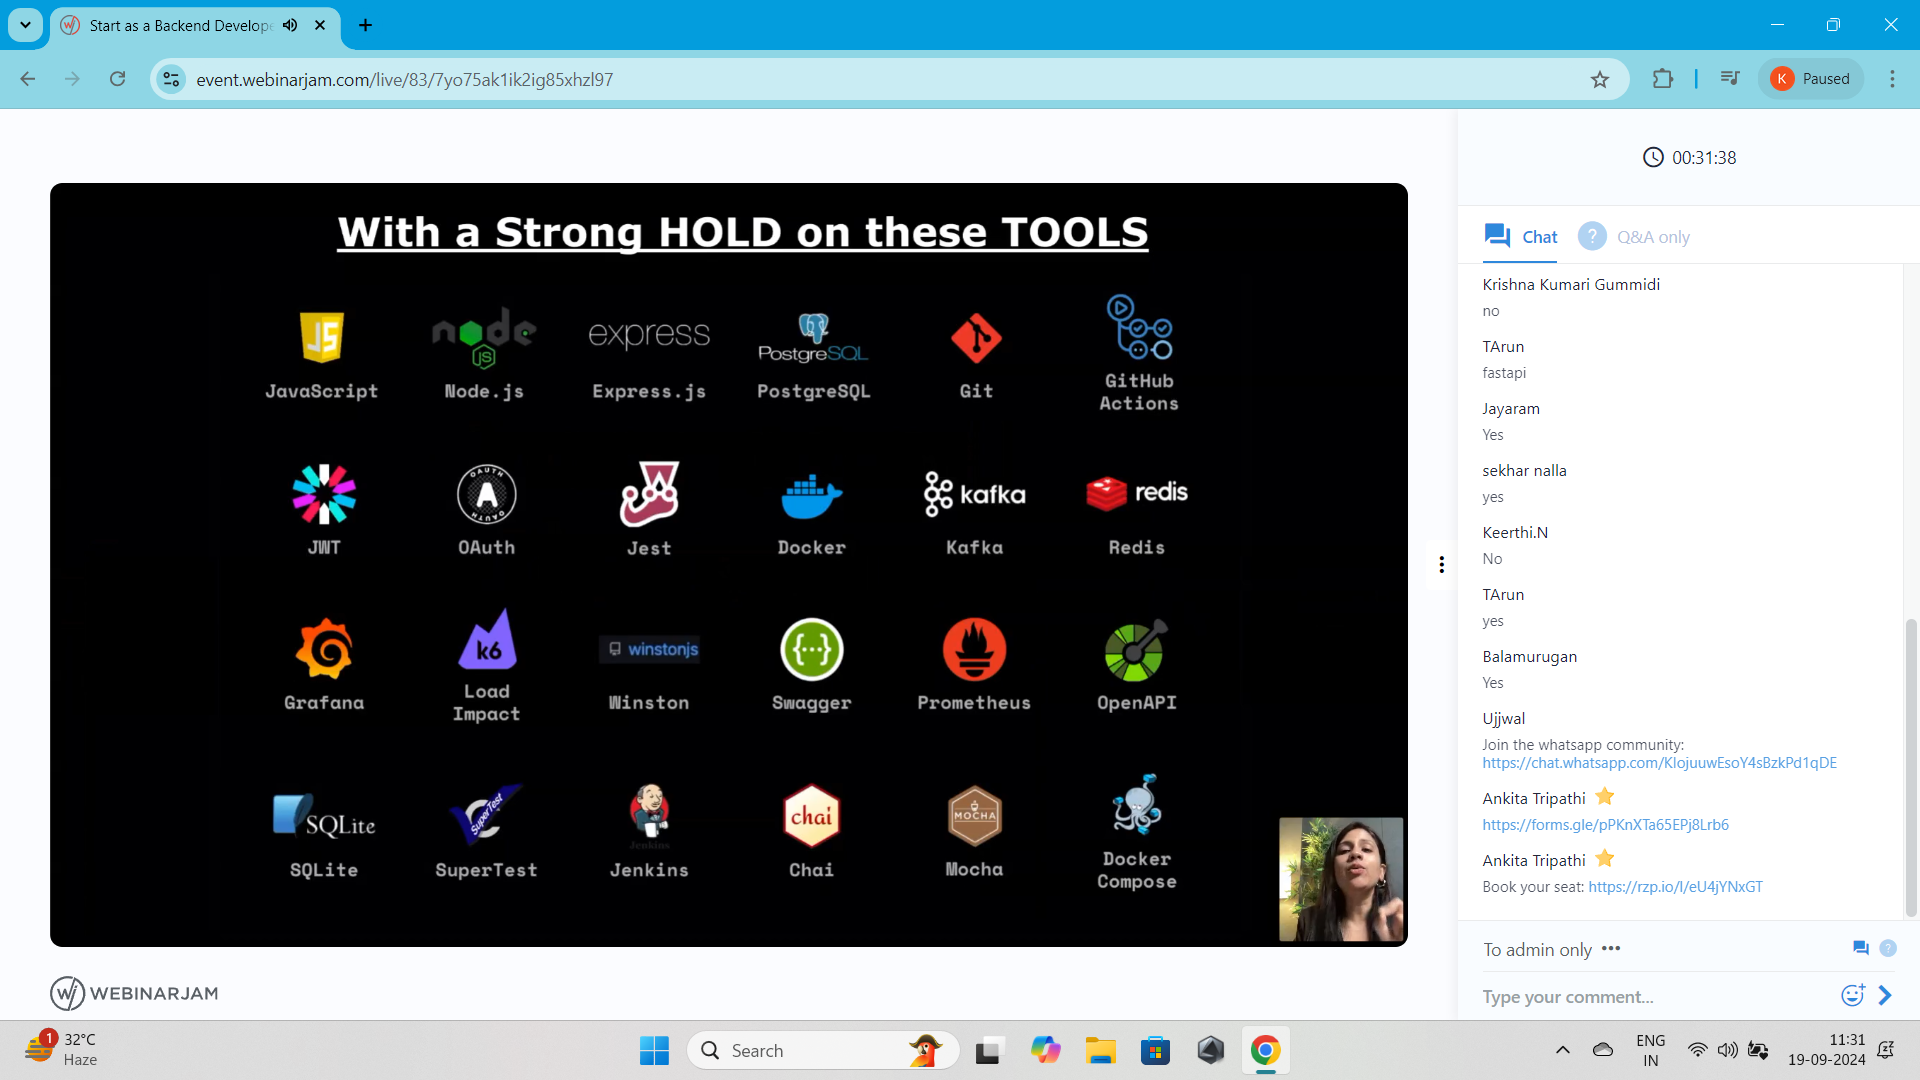 Start as a Backend Develope
event.webinarjam.com/live/83/7yo75ak1ik2ig85xhzl97
K Paused
With a Strong HOLD on these TOOLS
JS node JS express PostgreSQL
JavaScript Node.js Express.js PostgreSQL Git GitHub Actions
OAUTH A OAUTH kafka redis
JWT OAuth Jest Docker Kafka Redis
k6 winstonjs {···}
Grafana Load Impact Winston Swagger Prometheus OpenAPI
SQLite SuperTest Jenkins chai MOCHA
SQLite SuperTest Jenkins Chai Mocha Docker Compose
WEBINARJAM
00:31:38
Chat ? Q&A only
Krishna Kumari Gummidi
no
TArun
fastapi
Jayaram
Yes
sekhar nalla
yes
Keerthi.N
No
TArun
yes
Balamurugan
Yes
Ujjwal
Join the whatsapp community:
https://chat.whatsapp.com/KlojuuwEsoY4sBzkPd1qDE
Ankita Tripathi
https://forms.gle/pPKnXTa65EPj8Lrb6
Ankita Tripathi
Book your seat: https://rzp.io/l/eU4jYNxGT
To admin only ••• ?
Type your comment...
1 32°C
Haze
Search
ENG
IN
11:31
19-09-2024